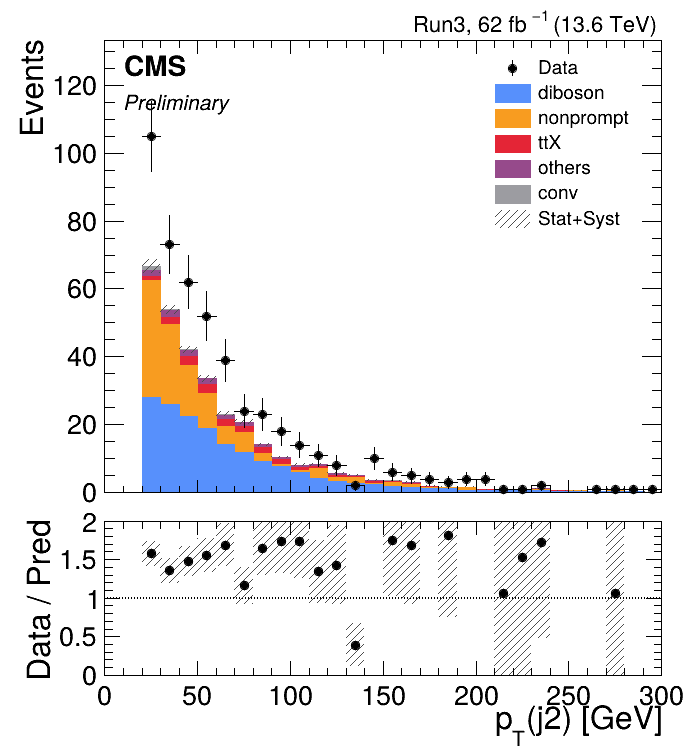 Run3, 62 fb⁻¹ (13.6 TeV)
CMS
Preliminary
Events
120
100
80
60
40
20
0
Data
diboson
nonprompt
ttX
others
conv
Stat+Syst
Data / Pred
2
1.5
1
0.5
0
0 50 100 150 200 250 300
p_T(j2) [GeV]